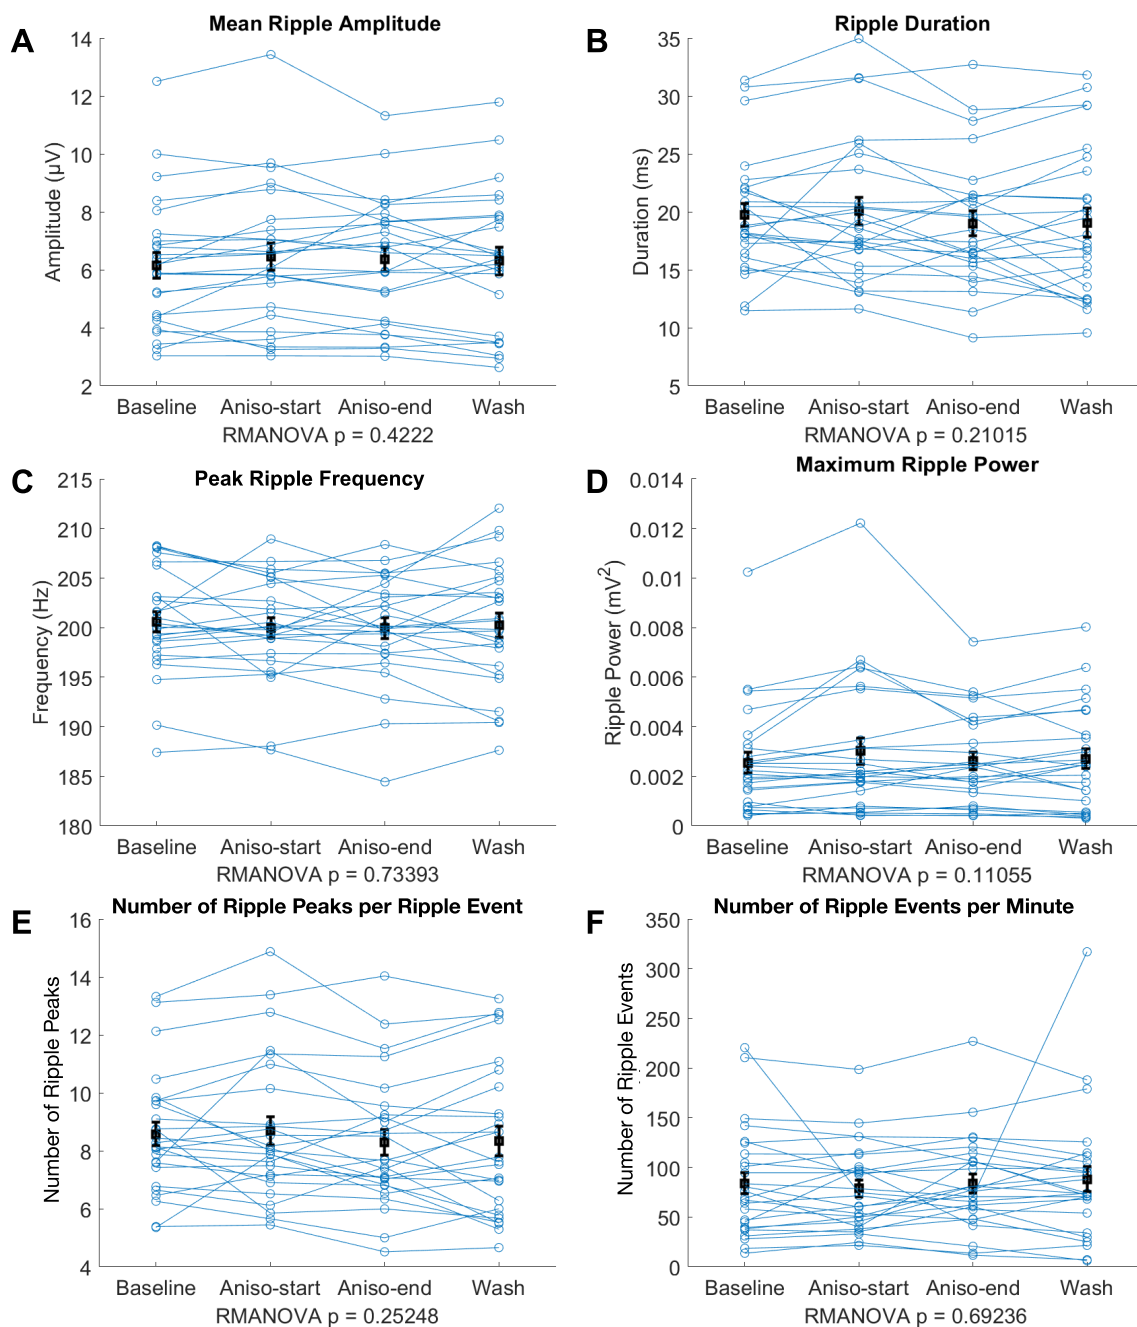 A
Mean Ripple Amplitude
14
12
10
8
6
4
2
Amplitude (µV)
Baseline Aniso-start Aniso-end Wash
RMANOVA p = 0.4222
B
Ripple Duration
35
30
25
20
15
10
5
Duration (ms)
Baseline Aniso-start Aniso-end Wash
RMANOVA p = 0.21015
C
Peak Ripple Frequency
215
210
205
200
195
190
185
180
Frequency (Hz)
Baseline Aniso-start Aniso-end Wash
RMANOVA p = 0.73393
D
Maximum Ripple Power
0.014
0.012
0.01
0.008
0.006
0.004
0.002
0
Ripple Power (mV²)
Baseline Aniso-start Aniso-end Wash
RMANOVA p = 0.11055
E
Number of Ripple Peaks per Ripple Event
16
14
12
10
8
6
4
Number of Ripple Peaks
Baseline Aniso-start Aniso-end Wash
RMANOVA p = 0.25248
F
Number of Ripple Events per Minute
350
300
250
200
150
100
50
0
Number of Ripple Events
Baseline Aniso-start Aniso-end Wash
RMANOVA p = 0.69236